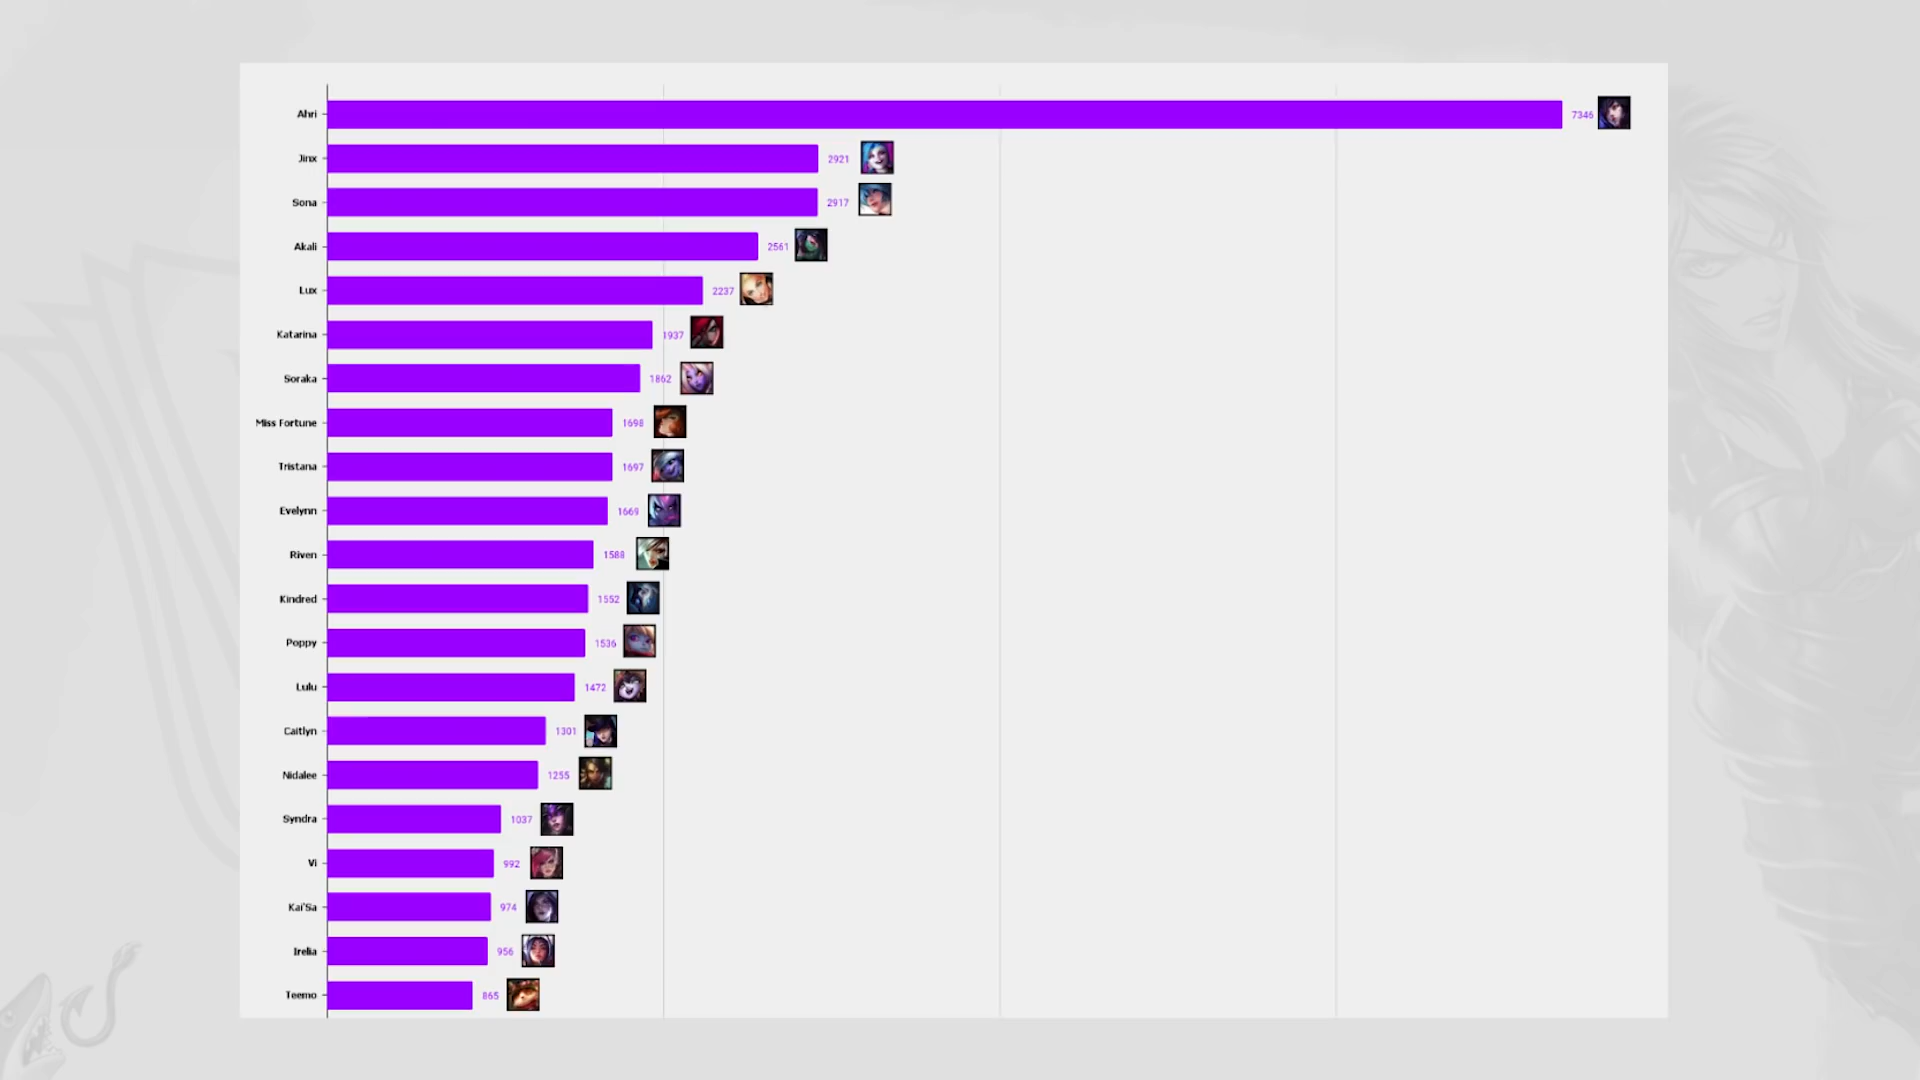 Ahri 7346
Jinx 2921
Sona 2917
Akali 2561
Lux 2237
Katarina 1937
Soraka 1862
Miss Fortune 1698
Tristana 1697
Evelynn 1669
Riven 1588
Kindred 1552
Poppy 1536
Lulu 1472
Caitlyn 1301
Nidalee 1255
Syndra 1037
Vi 992
Kai'Sa 974
Irelia 956
Teemo 865